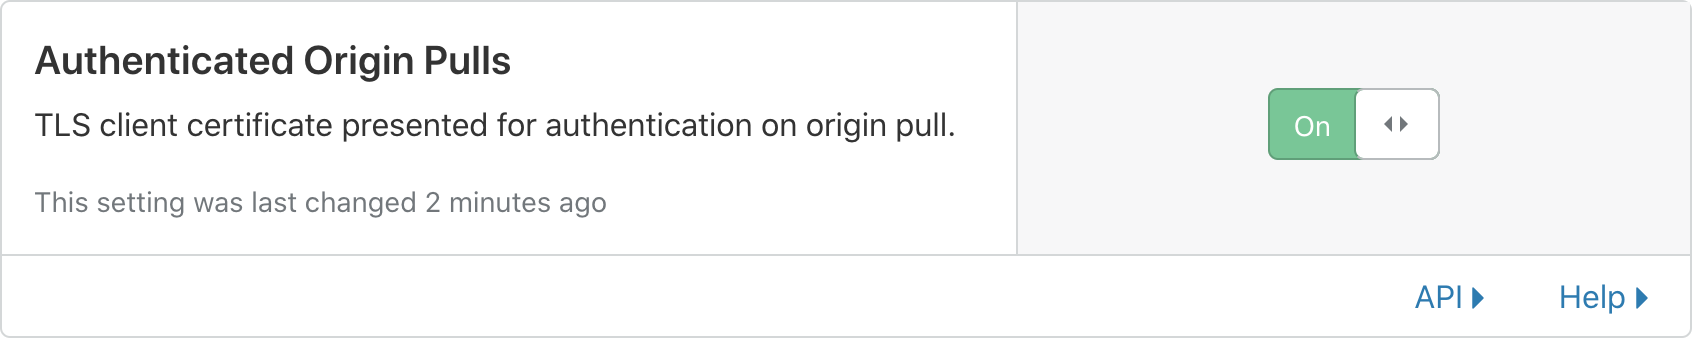 Authenticated Origin Pulls
TLS client certificate presented for authentication on origin pull.
This setting was last changed 2 minutes ago
On
API
Help